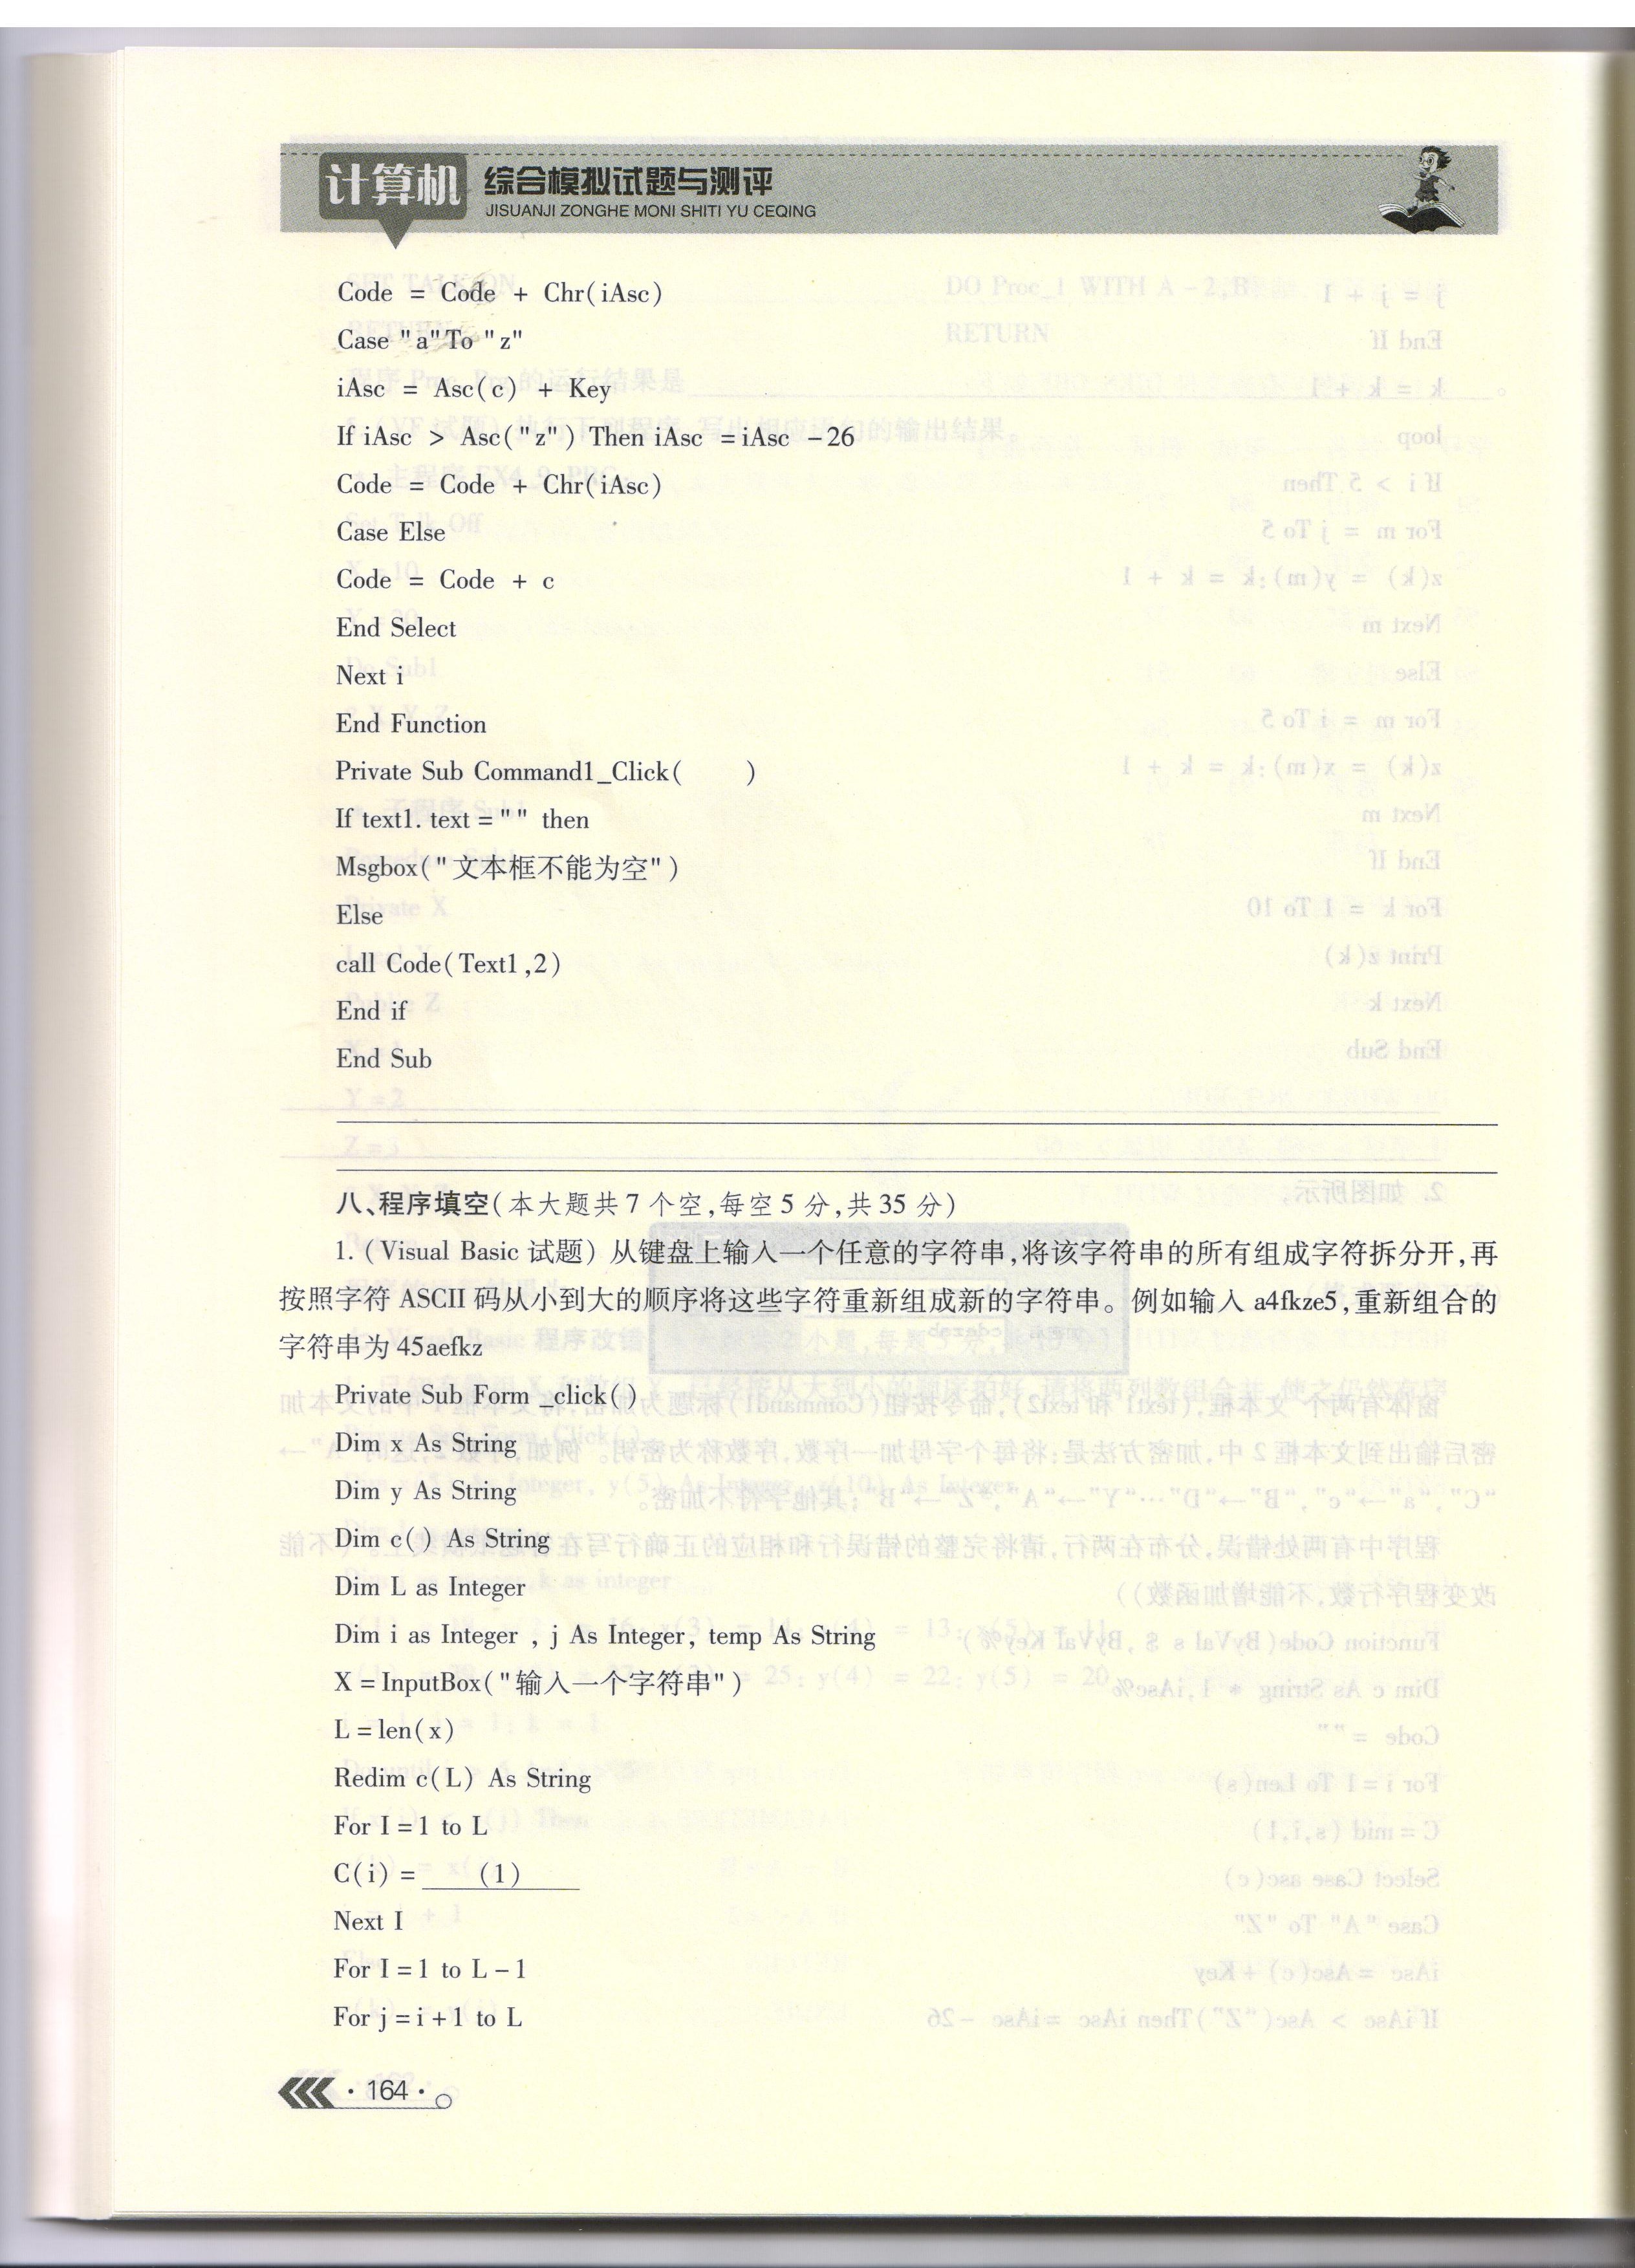 计算机 综合模拟试题与测评
JISUANJI ZONGHE MONI SHITI YU CEQING
Code = Code + Chr(iAsc)
Case "a"To "z"
iAsc = Asc(c) + Key
If iAsc > Asc("z") Then iAsc =iAsc -26
Code = Code + Chr(iAsc)
Case Else
Code = Code + c
End Select
Next i
End Function
Private Sub Command1_Click( )
If text1. text ="" then
Msgbox("文本框不能为空")
Else
call Code(Text1,2)
End if
End Sub
八、程序填空(本大题共7个空,每空5分,共35分)
1. (Visual Basic 试题) 从键盘上输入一个任意的字符串,将该字符串的所有组成字符拆分开,再
按照字符 ASCII 码从小到大的顺序将这些字符重新组成新的字符串。例如输入 a4fkze5,重新组合的
字符串为 45aefkz
Private Sub Form _click()
Dim x As String
Dim y As String
Dim c() As String
Dim L as Integer
Dim i as Integer , j As Integer, temp As String
X =InputBox("输入一个字符串")
L =len(x)
Redim c(L) As String
For I =1 to L
C(i) = (1)
Next I
For I =1 to L-1
For j =i+1 to L
·164·